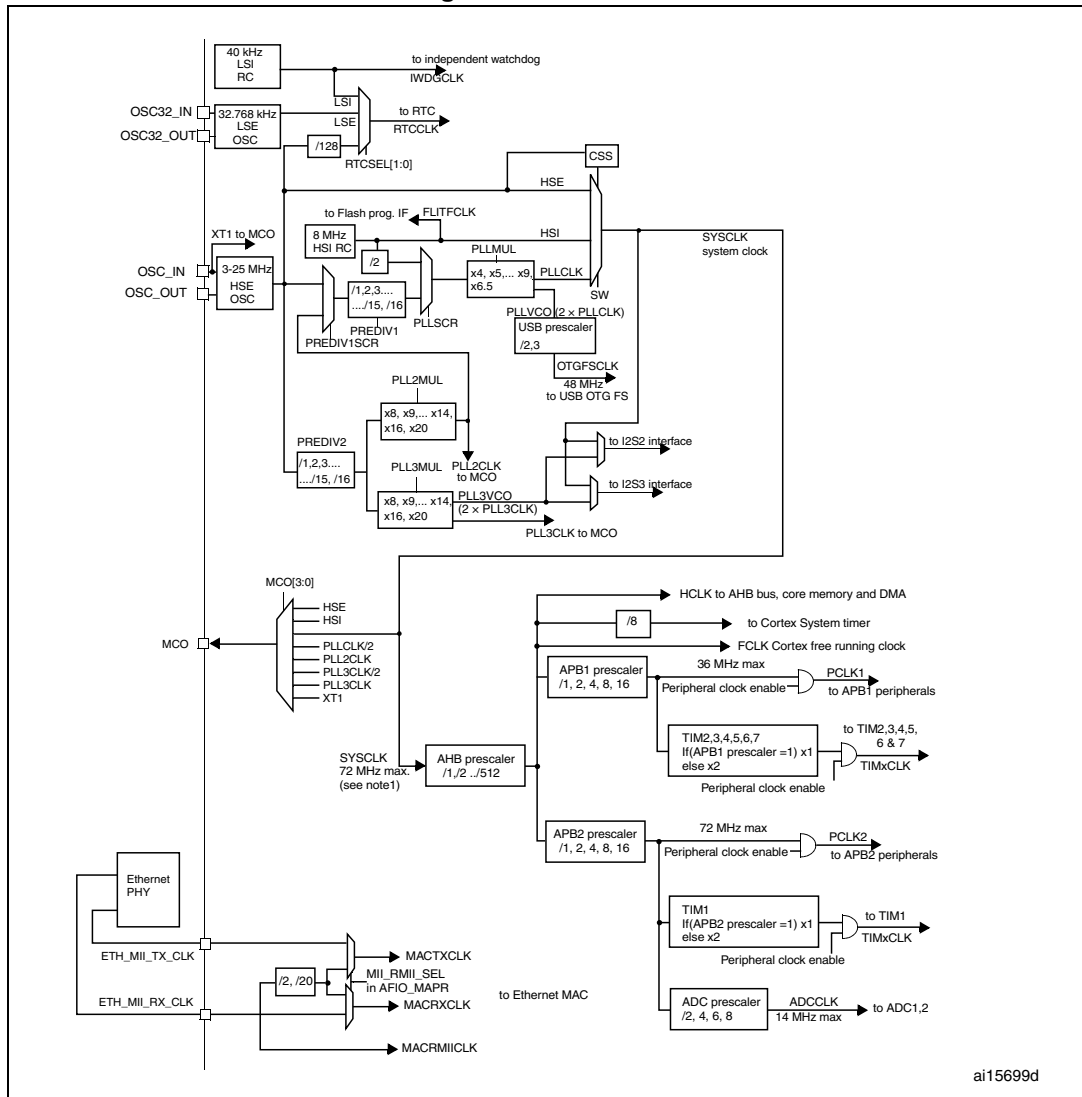 40 kHz
LSI
RC
to independent watchdog
IWDGCLK
OSC32_IN
OSC32_OUT
32.768 kHz
LSE
OSC
LSI
LSE
to RTC
RTCCLK
/128
RTCSEL[1:0]
CSS
HSE
to Flash prog. IF
FLITFCLK
8 MHz
HSI RC
HSI
SYSCLK
system clock
XT1 to MCO
/2
PLLMUL
x4, x5,... x9,
x6.5
PLLCLK
SW
OSC_IN
OSC_OUT
3-25 MHz
HSE
OSC
/1,2,3....
..../15, /16
PLLSCR
PREDIV1
PREDIV1SCR
PLLVCO (2 × PLLCLK)
USB prescaler
/2,3
OTGFSCLK
48 MHz
to USB OTG FS
PLL2MUL
x8, x9,... x14,
x16, x20
PREDIV2
/1,2,3....
..../15, /16
PLL2CLK
to MCO
to I2S2 interface
PLL3MUL
x8, x9,... x14,
x16, x20
PLL3VCO
(2 × PLL3CLK)
to I2S3 interface
PLL3CLK to MCO
MCO[3:0]
MCO
HSE
HSI
PLLCLK/2
PLL2CLK
PLL3CLK/2
PLL3CLK
XT1
HCLK to AHB bus, core memory and DMA
/8
to Cortex System timer
FCLK Cortex free running clock
APB1 prescaler
/1, 2, 4, 8, 16
36 MHz max
Peripheral clock enable
PCLK1
to APB1 peripherals
SYSCLK
72 MHz max.
(see note1)
AHB prescaler
/1,/2 ../512
TIM2,3,4,5,6,7
If(APB1 prescaler =1) x1
else x2
to TIM2,3,4,5,
6 & 7
TIMxCLK
Peripheral clock enable
APB2 prescaler
/1, 2, 4, 8, 16
72 MHz max
Peripheral clock enable
PCLK2
to APB2 peripherals
TIM1
If(APB2 prescaler =1) x1
else x2
to TIM1
TIMxCLK
Peripheral clock enable
ADC prescaler
/2, 4, 6, 8
ADCCLK
14 MHz max
to ADC1,2
Ethernet
PHY
ETH_MII_TX_CLK
MACTXCLK
/2, /20
MII_RMII_SEL
in AFIO_MAPR
ETH_MII_RX_CLK
MACRXCLK
to Ethernet MAC
MACRMIICLK
ai15699d